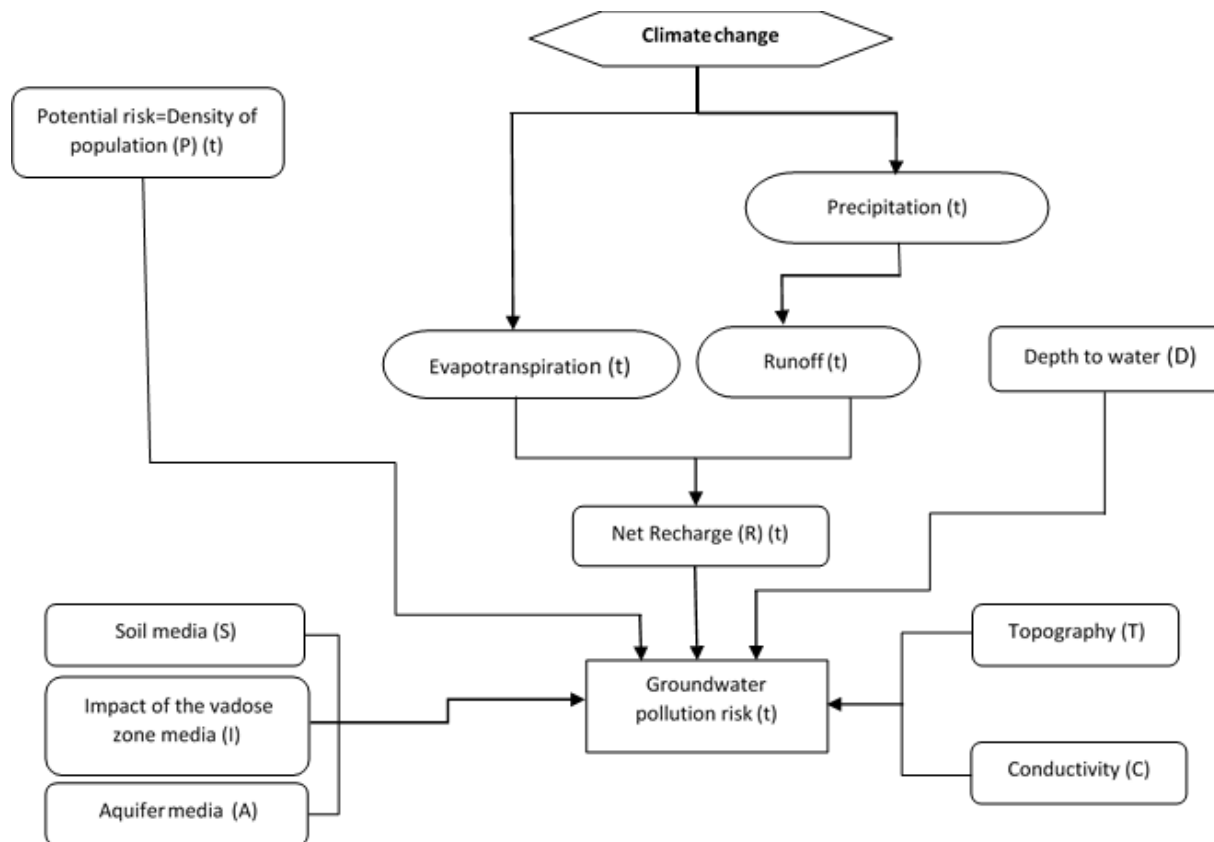 Climate change
Potential risk=Density of
population (P) (t)
Precipitation (t)
Evapotranspiration (t)
Runoff (t)
Depth to water (D)
Net Recharge (R) (t)
Soil media (S)
Topography (T)
Groundwater
pollution risk (t)
Impact of the vadose
zone media (I)
Conductivity (C)
Aquifer media (A)